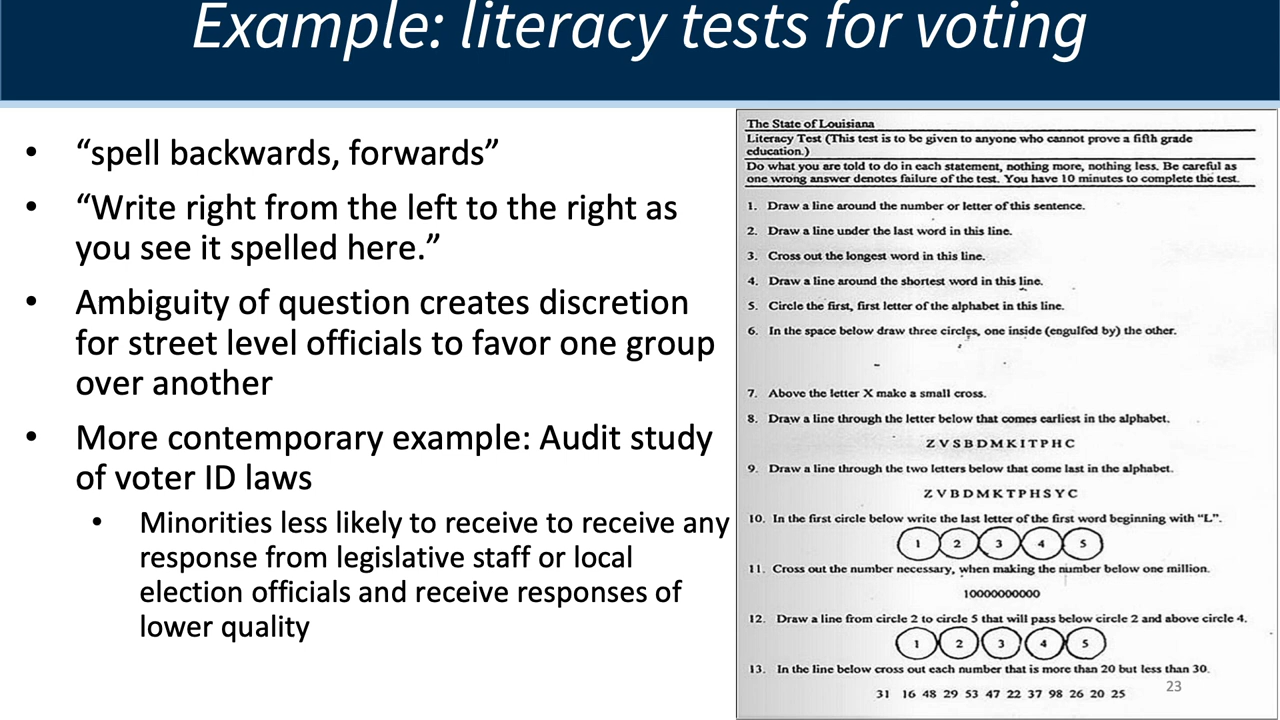 Example: literacy tests for voting
• “spell backwards, forwards”
• “Write right from the left to the right as
you see it spelled here.”
• Ambiguity of question creates discretion
for street level officials to favor one group
over another
• More contemporary example: Audit study
of voter ID laws
• Minorities less likely to receive to receive any
response from legislative staff or local
election officials and receive responses of
lower quality
The State of Louisiana
Literacy Test (This test is to be given to anyone who cannot prove a fifth grade
education.)
Do what you are told to do in each statement, nothing more, nothing less. Be careful as
one wrong answer denotes failure of the test. You have 10 minutes to complete the test.
1. Draw a line around the number or letter of this sentence.
2. Draw a line under the last word in this line.
3. Cross out the longest word in this line.
4. Draw a line around the shortest word in this line.
5. Circle the first, first letter of the alphabet in this line.
6. In the space below draw three circles, one inside (engulfed by) the other.
7. Above the letter X make a small cross.
8. Draw a line through the letter below that comes earliest in the alphabet.
Z V S B D M K I T P H C
9. Draw a line through the two letters below that come last in the alphabet.
Z V B D M K T P H S Y C
10. In the first circle below write the last letter of the first word beginning with “L”.
1 2 3 4 5
11. Cross out the number necessary, when making the number below one million.
10000000000
12. Draw a line from circle 2 to circle 5 that will pass below circle 2 and above circle 4.
1 2 3 4 5
13. In the line below cross out each number that is more than 20 but less than 30.
31 16 48 29 53 47 22 37 98 26 20 25
23